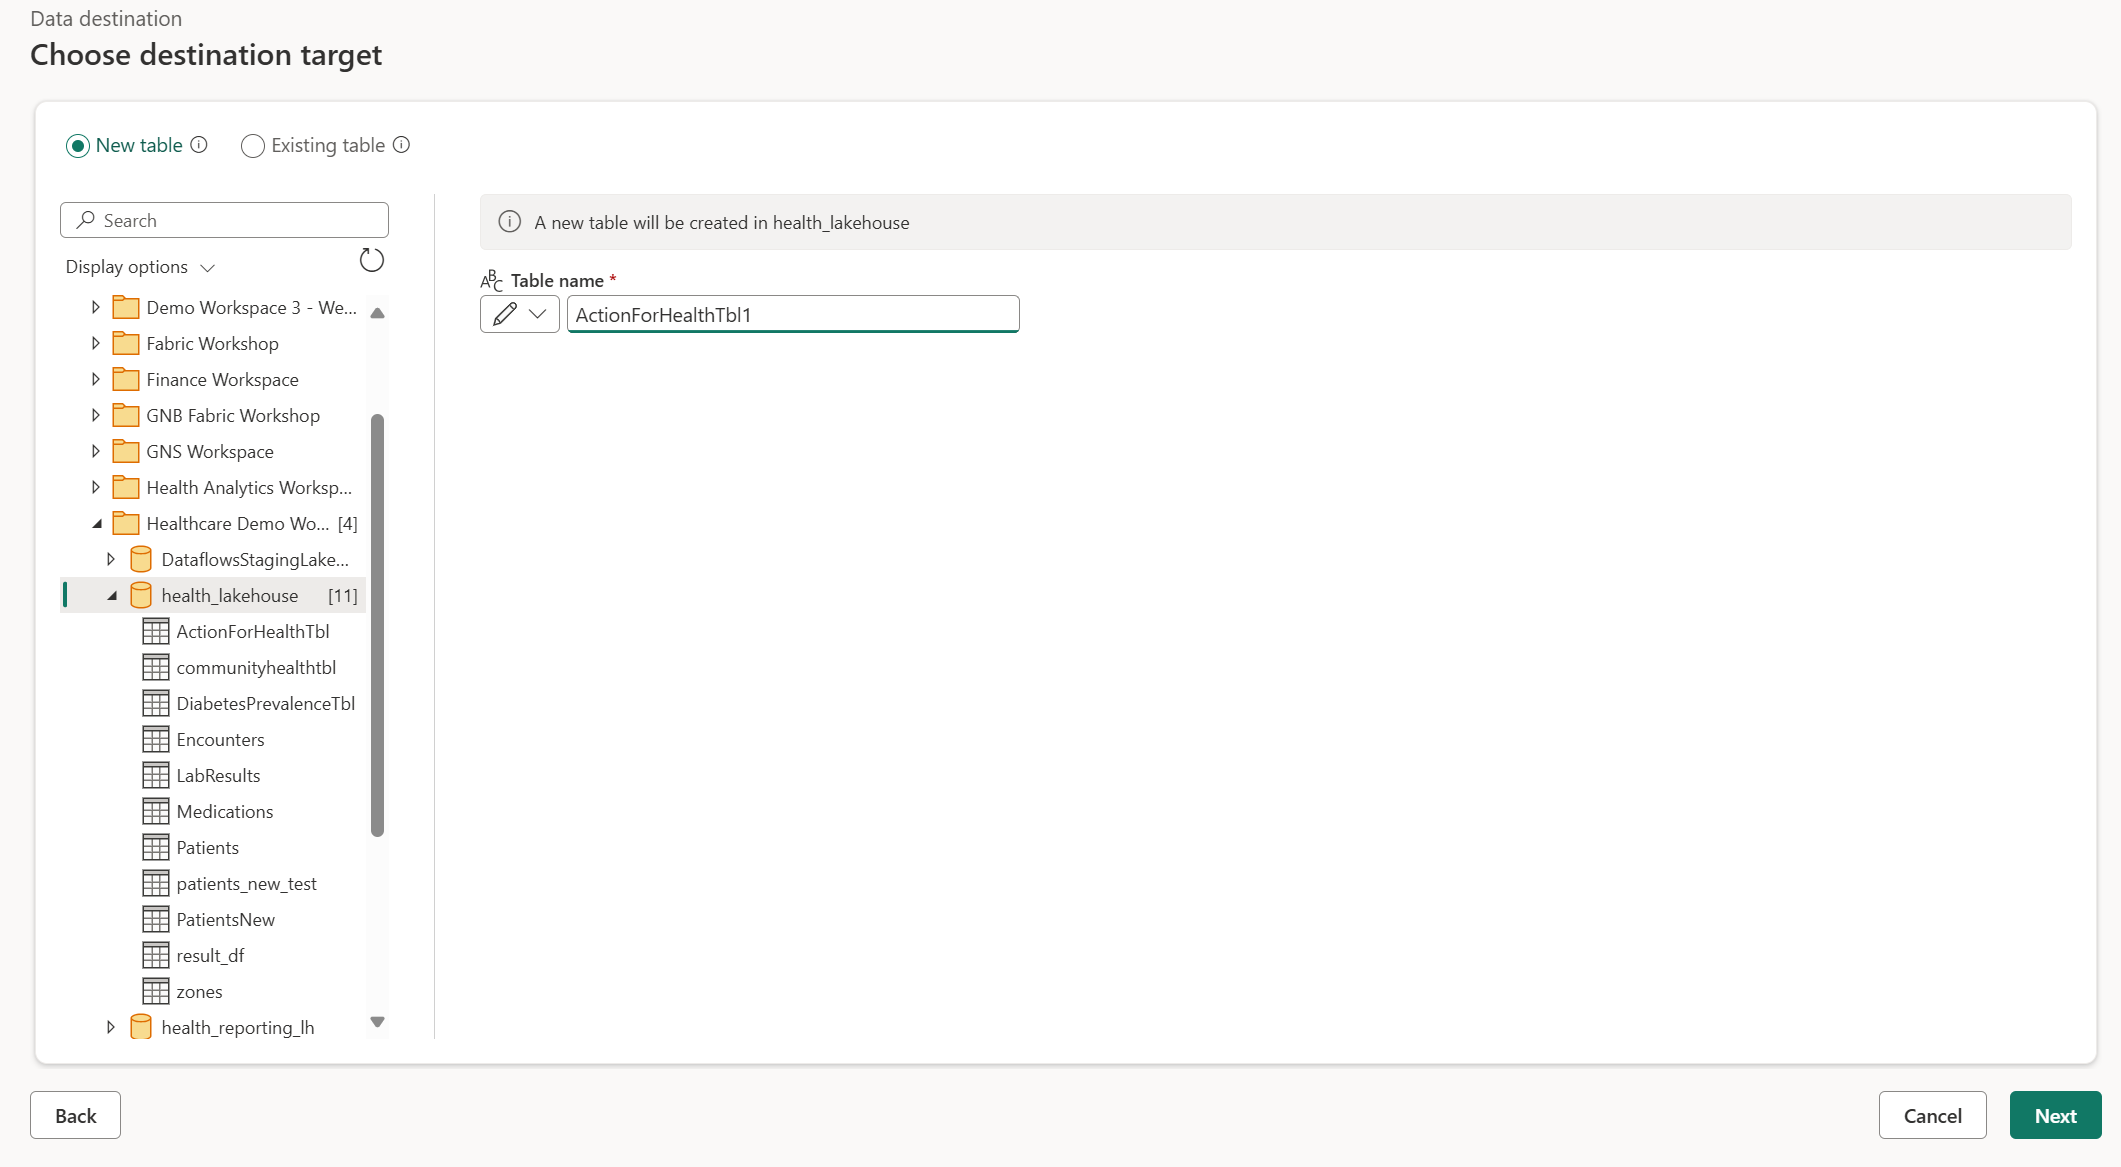 Data destination
Choose destination target
New table
Existing table
Search
Display options
Demo Workspace 3 - We...
Fabric Workshop
Finance Workspace
GNB Fabric Workshop
GNS Workspace
Health Analytics Worksp...
Healthcare Demo Wo... [4]
DataflowsStagingLake...
health_lakehouse [11]
ActionForHealthTbl
communityhealthtbl
DiabetesPrevalenceTbl
Encounters
LabResults
Medications
Patients
patients_new_test
PatientsNew
result_df
zones
health_reporting_lh
A new table will be created in health_lakehouse
ABC Table name *
ActionForHealthTbl1
Back
Cancel
Next